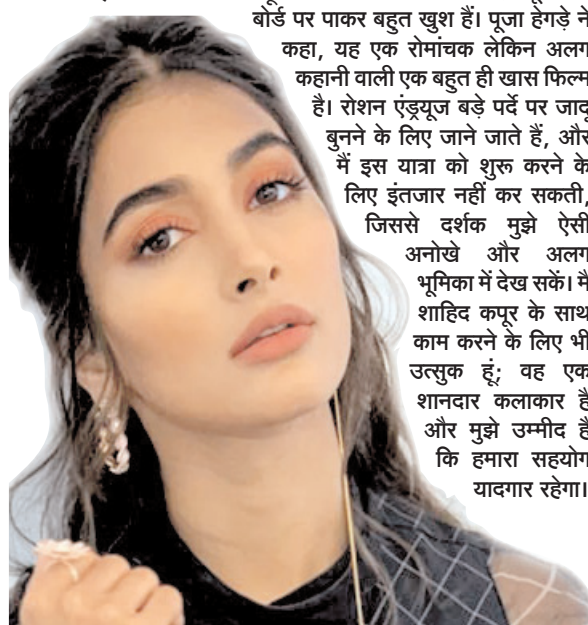 बोर्ड पर पाकर बहुत खुश हैं। पूजा हेगड़े ने
कहा, यह एक रोमांचक लेकिन अलग
कहानी वाली एक बहुत ही खास फिल्म
है। रोशन एंड्रयूज बड़े पर्दे पर जादू
बुनने के लिए जाने जाते हैं, और
मैं इस यात्रा को शुरू करने के
लिए इंतजार नहीं कर सकती,
जिससे दर्शक मुझे ऐसी
अनोखे और अलग
भूमिका में देख सकें। मैं
शाहिद कपूर के साथ
काम करने के लिए भी
उत्सुक हूं; वह एक
शानदार कलाकार है
और मुझे उम्मीद है
कि हमारा सहयोग
यादगार रहेगा।